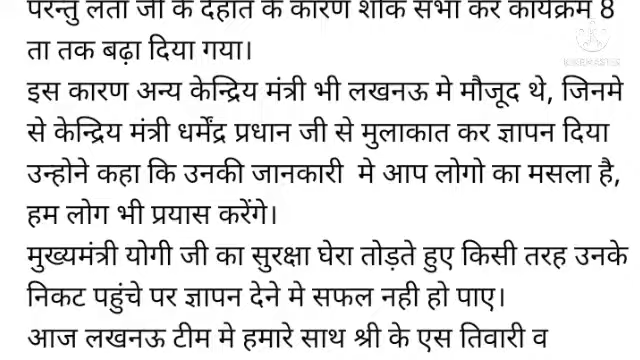 परन्तु लता जी के देहांत के कारण शोक सभा कर कार्यक्रम 8
ता तक बढ़ा दिया गया।
इस कारण अन्य केन्द्रिय मंत्री भी लखनऊ मे मौजूद थे, जिनमे
से केन्द्रिय मंत्री धर्मेंद्र प्रधान जी से मुलाकात कर ज्ञापन दिया
उन्होने कहा कि उनकी जानकारी मे आप लोगो का मसला है,
हम लोग भी प्रयास करेंगे।
मुख्यमंत्री योगी जी का सुरक्षा घेरा तोड़ते हुए किसी तरह उनके
निकट पहुंचे पर ज्ञापन देने मे सफल नही हो पाए।
आज लखनऊ टीम मे हमारे साथ श्री के एस तिवारी व